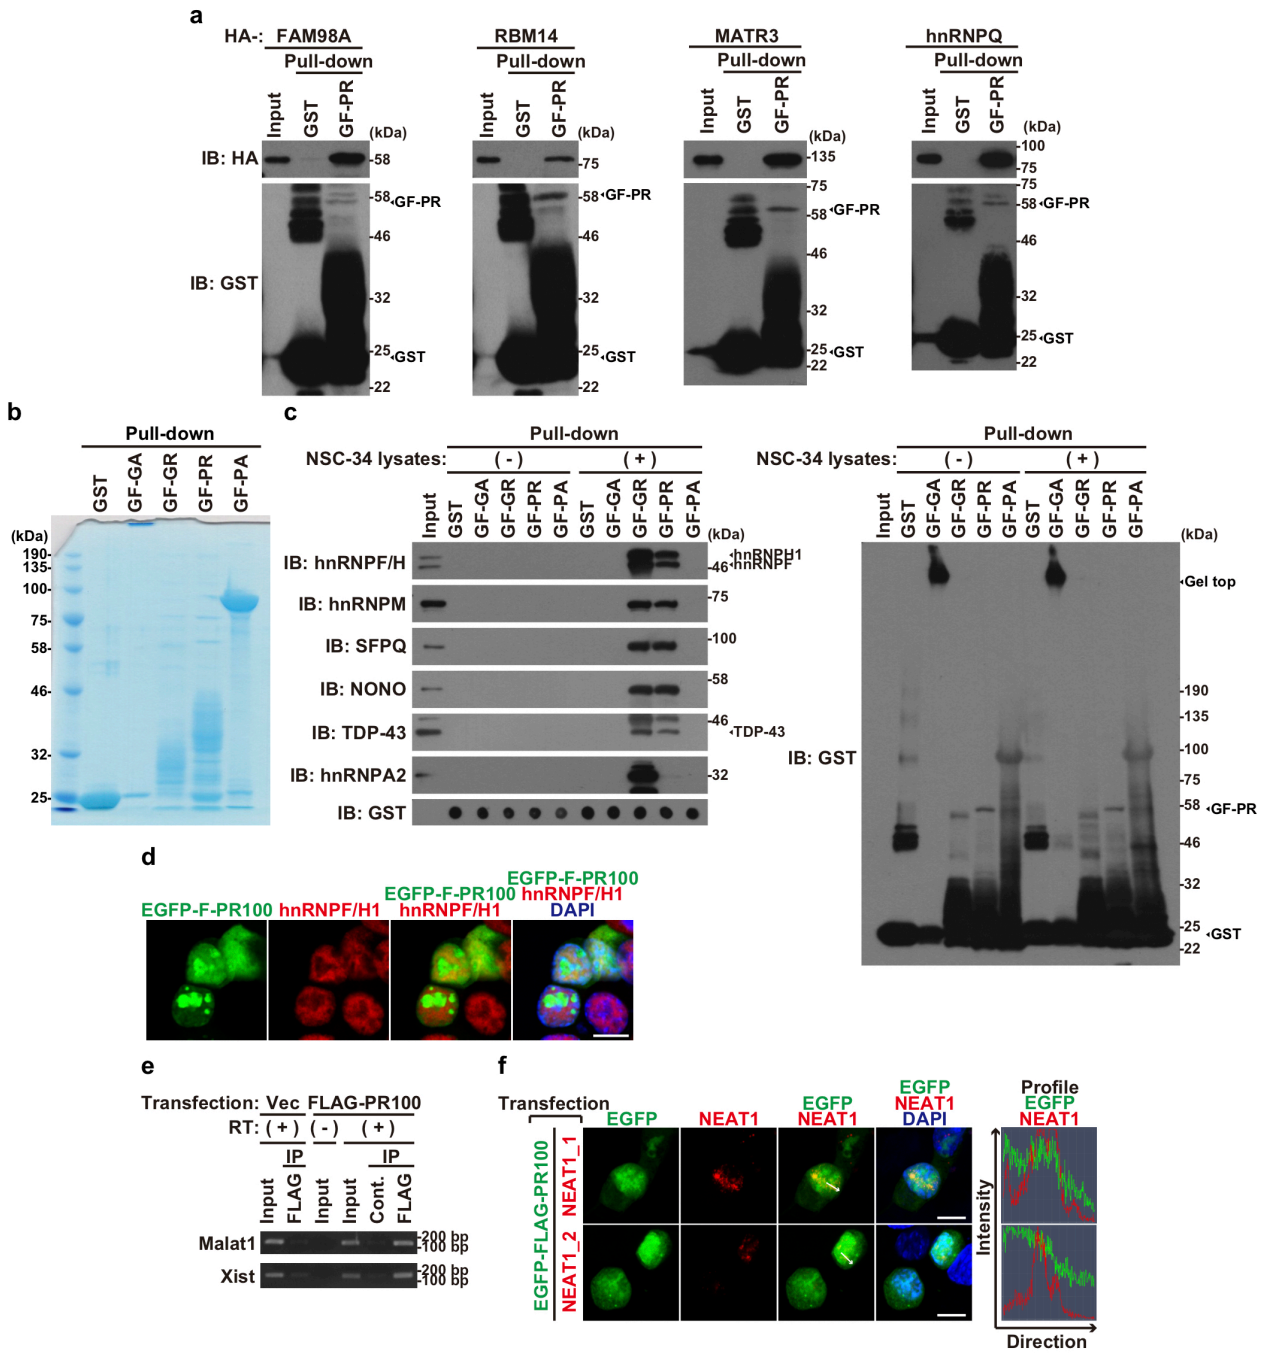 a
HA-: FAM98A RBM14 MATR3 hnRNPQ
Pull-down Pull-down Pull-down Pull-down
Input GST GF-PR (kDa) Input GST GF-PR (kDa) Input GST GF-PR (kDa) Input GST GF-PR (kDa)
IB: HA -58 -75 -135 -100 -75
IB: GST
-58 GF-PR -46 -32 -25 GST -22
-58 GF-PR -46 -32 -25 GST -22
-75 -58 GF-PR -46 -32 -25 GST -22
-75 -58 GF-PR -46 -32 -25 GST -22
b
Pull-down
GST GF-GA GF-GR GF-PR GF-PA
(kDa)
190-
135-
100-
75-
58-
46-
32-
25-
c
Pull-down
NSC-34 lysates: (-) (+)
Input GST GF-GA GF-GR GF-PR GF-PA GST GF-GA GF-GR GF-PR GF-PA
(kDa)
IB: hnRNPF/H hnRNPH1 -46 hnRNPF
IB: hnRNPM -75
IB: SFPQ -100
IB: NONO -58
IB: TDP-43 -46 TDP-43
IB: hnRNPA2 -32
IB: GST
Pull-down
NSC-34 lysates: (-) (+)
Input GST GF-GA GF-GR GF-PR GF-PA GST GF-GA GF-GR GF-PR GF-PA
(kDa)
Gel top
-190
-135
IB: GST -100
-75
-58 GF-PR
-46
-32
-25 GST
-22
d
EGFP-F-PR100 hnRNPF/H1 EGFP-F-PR100 hnRNPF/H1 EGFP-F-PR100 hnRNPF/H1 DAPI
e
Transfection: Vec FLAG-PR100
RT: (+) (-) (+)
IP IP
Input FLAG Input Input Cont. FLAG
Malat1 -200 bp -100 bp
Xist -200 bp -100 bp
f
Transfection
EGFP NEAT1 EGFP NEAT1 EGFP NEAT1 DAPI Profile EGFP NEAT1
EGFP-FLAG-PR100
NEAT1_1
NEAT1_2
Intensity
Direction